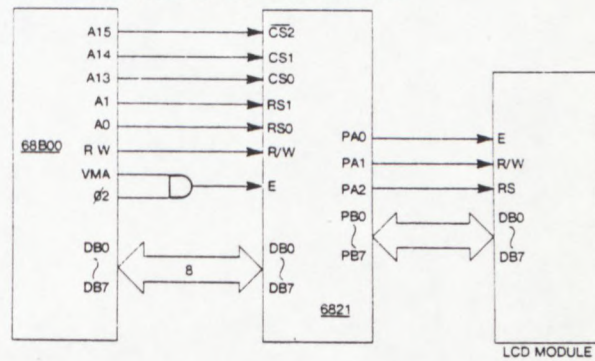 A15 C̅S̅2̅
A14 CS1
A13 CS0
A1 RS1
A0 RS0
68B00
R W R/W
VMA
Ø2 E
PA0 E
PA1 R/W
PA2 RS
PB0 DB0
PB7 DB7
DB0 8 DB0
DB7 DB7
6821
LCD MODULE